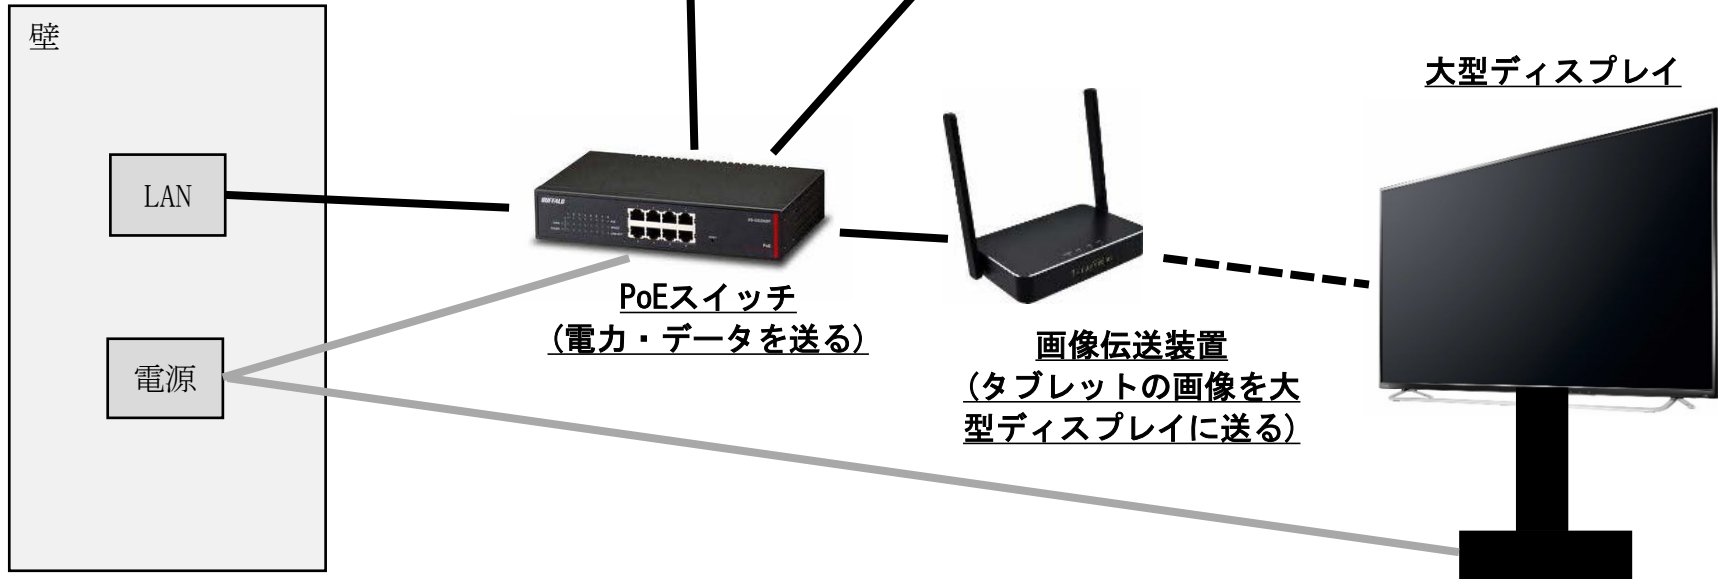 壁
大型ディスプレイ
LAN
BUFFALO
PoE
PoEスイッチ
(電力・データを送る)
電源
画像伝送装置
(タブレットの画像を大
型ディスプレイに送る)